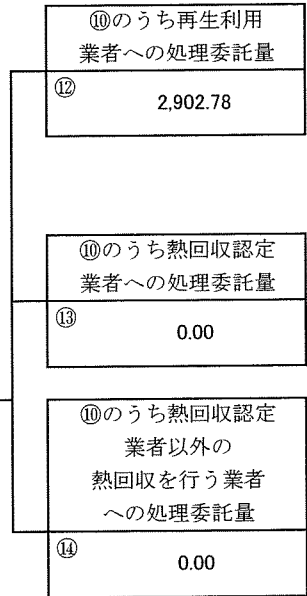 ⑩のうち再生利用
業者への処理委託量
⑫
2,902.78
⑩のうち熱回収認定
業者への処理委託量
⑬
0.00
⑩のうち熱回収認定
業者以外の
熱回収を行う業者
への処理委託量
⑭
0.00